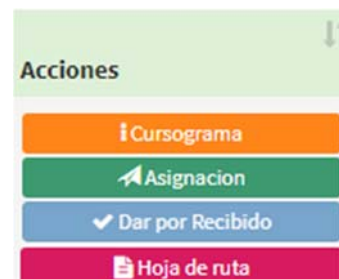 Acciones
Cursograma
Asignacion
Dar por Recibido
Hoja de ruta